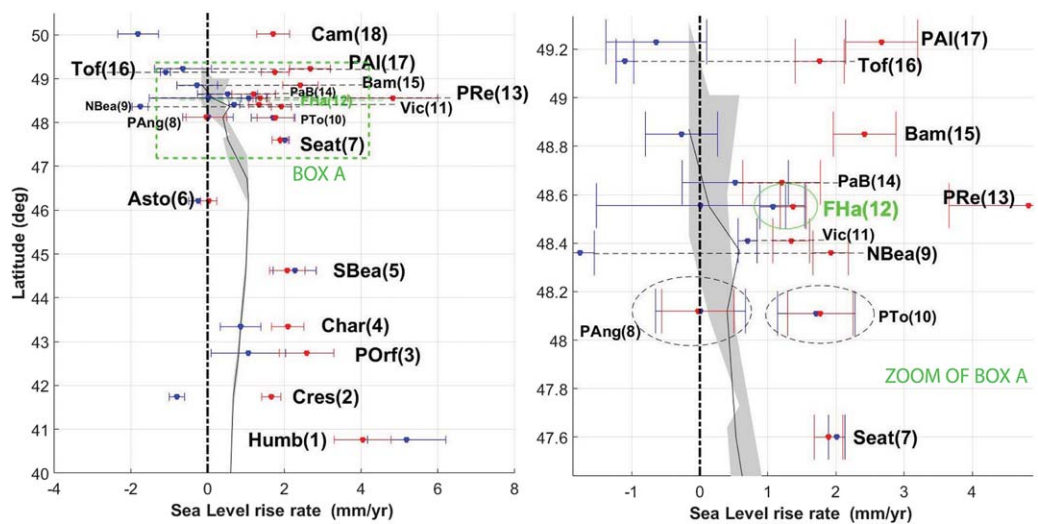 50
49
48
47
46
45
44
43
42
41
40
Latitude (deg)
Cam(18)
PAl(17)
Tof(16)
Bam(15)
PaB(14)
PRe(13)
FHa(12)
NBea(9)
Vic(11)
PAng(8)
PTo(10)
Seat(7)
BOX A
Asto(6)
SBea(5)
Char(4)
POrf(3)
Cres(2)
Humb(1)
-4 -2 0 2 4 6 8
Sea Level rise rate (mm/yr)
49.2
49
48.8
48.6
48.4
48.2
48
47.8
47.6
PAl(17)
Tof(16)
Bam(15)
PaB(14)
PRe(13)
FHa(12)
Vic(11)
NBea(9)
PAng(8)
PTo(10)
ZOOM OF BOX A
Seat(7)
-1 0 1 2 3 4
Sea Level rise rate (mm/yr)